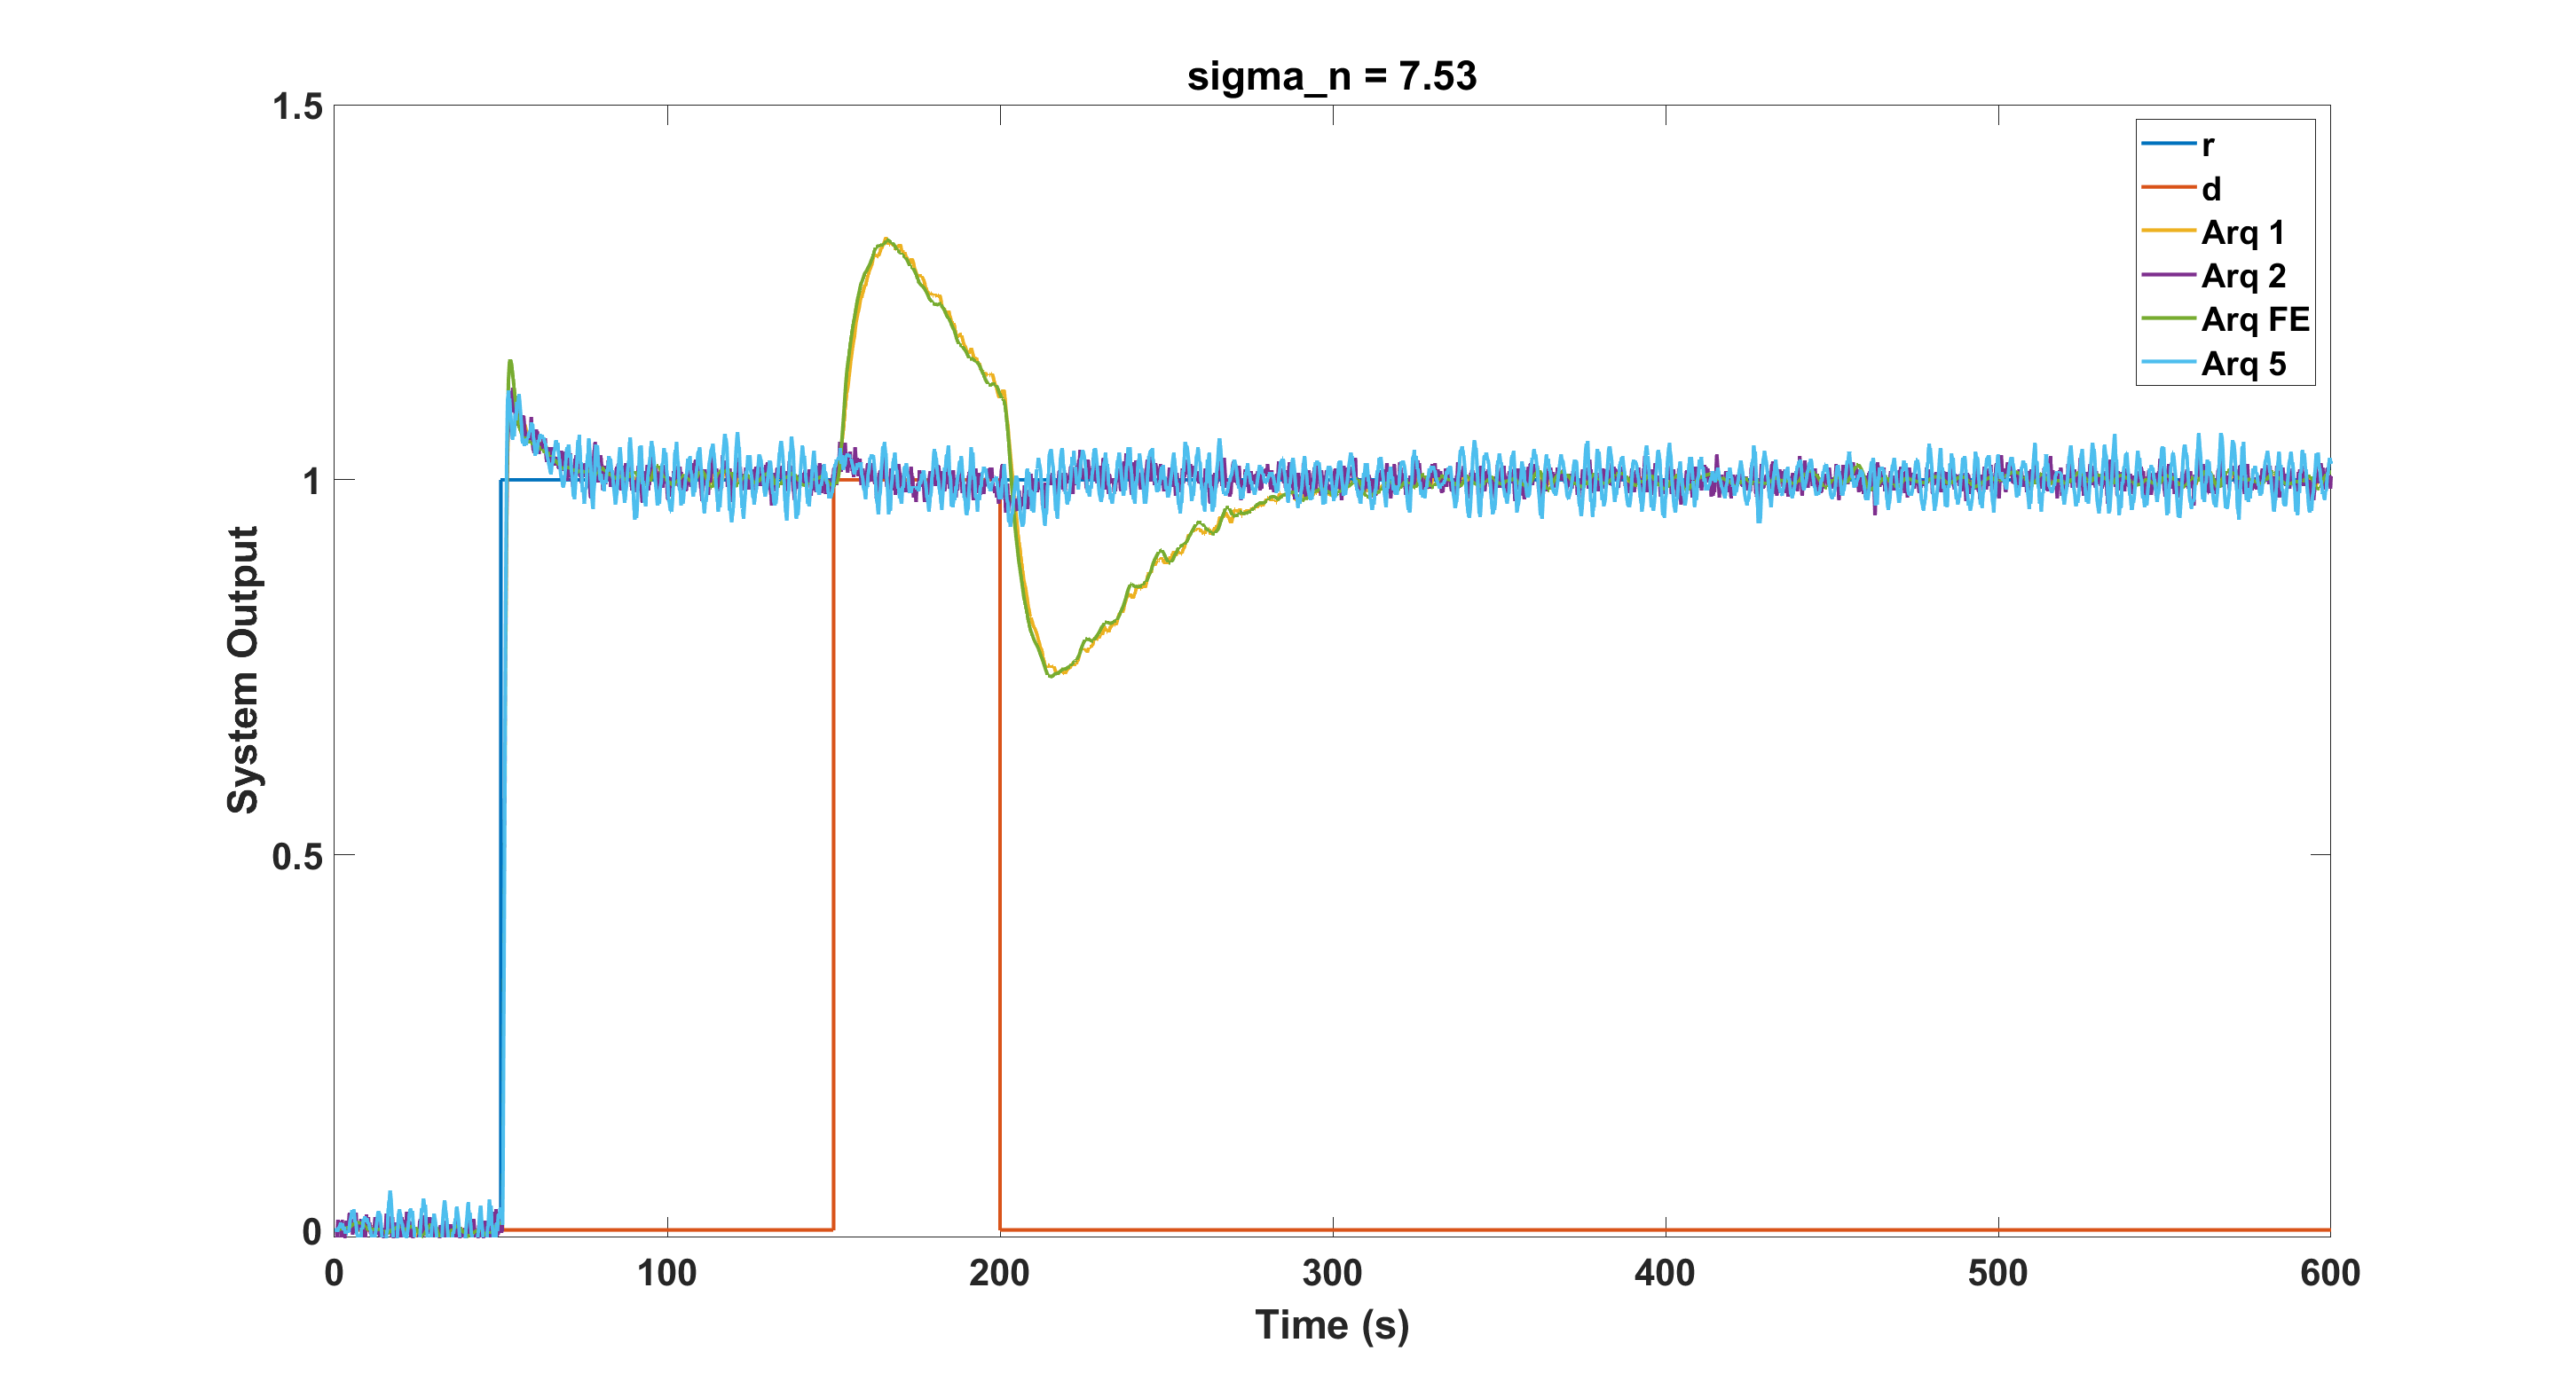 sigma_n = 7.53
1.5
1
0.5
0
System Output
r
d
Arq 1
Arq 2
Arq FE
Arq 5
0
100
200
300
400
500
600
Time (s)